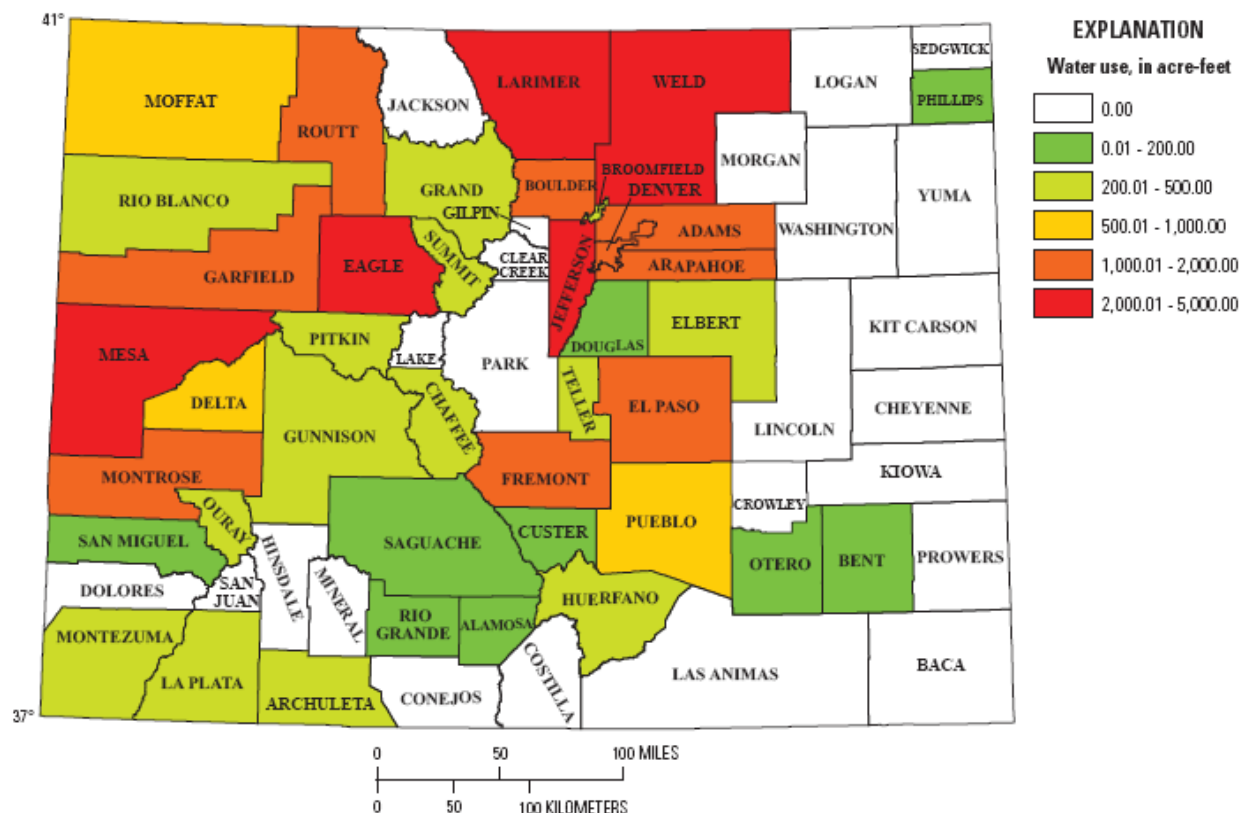 41°
EXPLANATION
Water use, in acre-feet
0.00
0.01 - 200.00
200.01 - 500.00
500.01 - 1,000.00
1,000.01 - 2,000.00
2,000.01 - 5,000.00
MOFFAT
ROUTT
JACKSON
LARIMER
WELD
LOGAN
SEDGWICK
PHILLIPS
RIO BLANCO
GRAND
GILPIN
BOULDER
BROOMFIELD
DENVER
MORGAN
YUMA
WASHINGTON
GARFIELD
EAGLE
SUMMIT
CLEAR
CREEK
JEFFERSON
ADAMS
ARAPAHOE
MESA
PITKIN
LAKE
PARK
DOUGLAS
ELBERT
KIT CARSON
DELTA
GUNNISON
CHAFFEE
TELLER
EL PASO
LINCOLN
CHEYENNE
MONTROSE
FREMONT
KIOWA
OURAY
SAN MIGUEL
SAGUACHE
CUSTER
PUEBLO
CROWLEY
OTERO
BENT
PROWERS
DOLORES
SAN
JUAN
HINSDALE
MINERAL
RIO
GRANDE
ALAMOSA
HUERFANO
MONTEZUMA
LA PLATA
ARCHULETA
CONEJOS
COSTILLA
LAS ANIMAS
BACA
37°
0 50 100 MILES
0 50 100 KILOMETERS